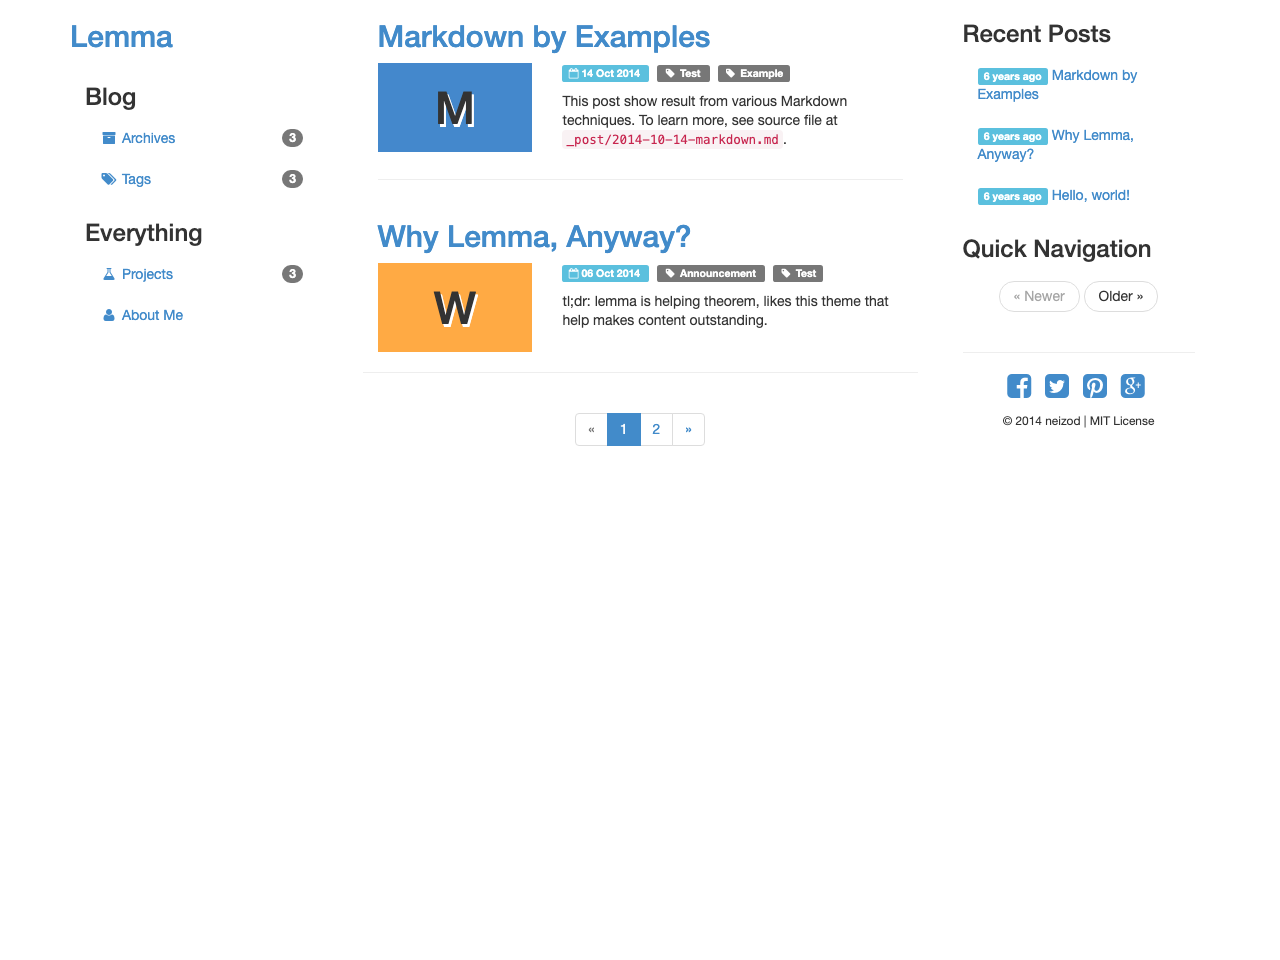 Lemma
Blog
Archives 3
Tags 3
Everything
Projects 3
About Me
Markdown by Examples
M
14 Oct 2014 Test Example
This post show result from various Markdown
techniques. To learn more, see source file at
_post/2014-10-14-markdown.md.
Why Lemma, Anyway?
W
06 Oct 2014 Announcement Test
tl;dr: lemma is helping theorem, likes this theme that
help makes content outstanding.
« 1 2 »
Recent Posts
6 years ago Markdown by
Examples
6 years ago Why Lemma,
Anyway?
6 years ago Hello, world!
Quick Navigation
« Newer Older »
© 2014 neizod | MIT License